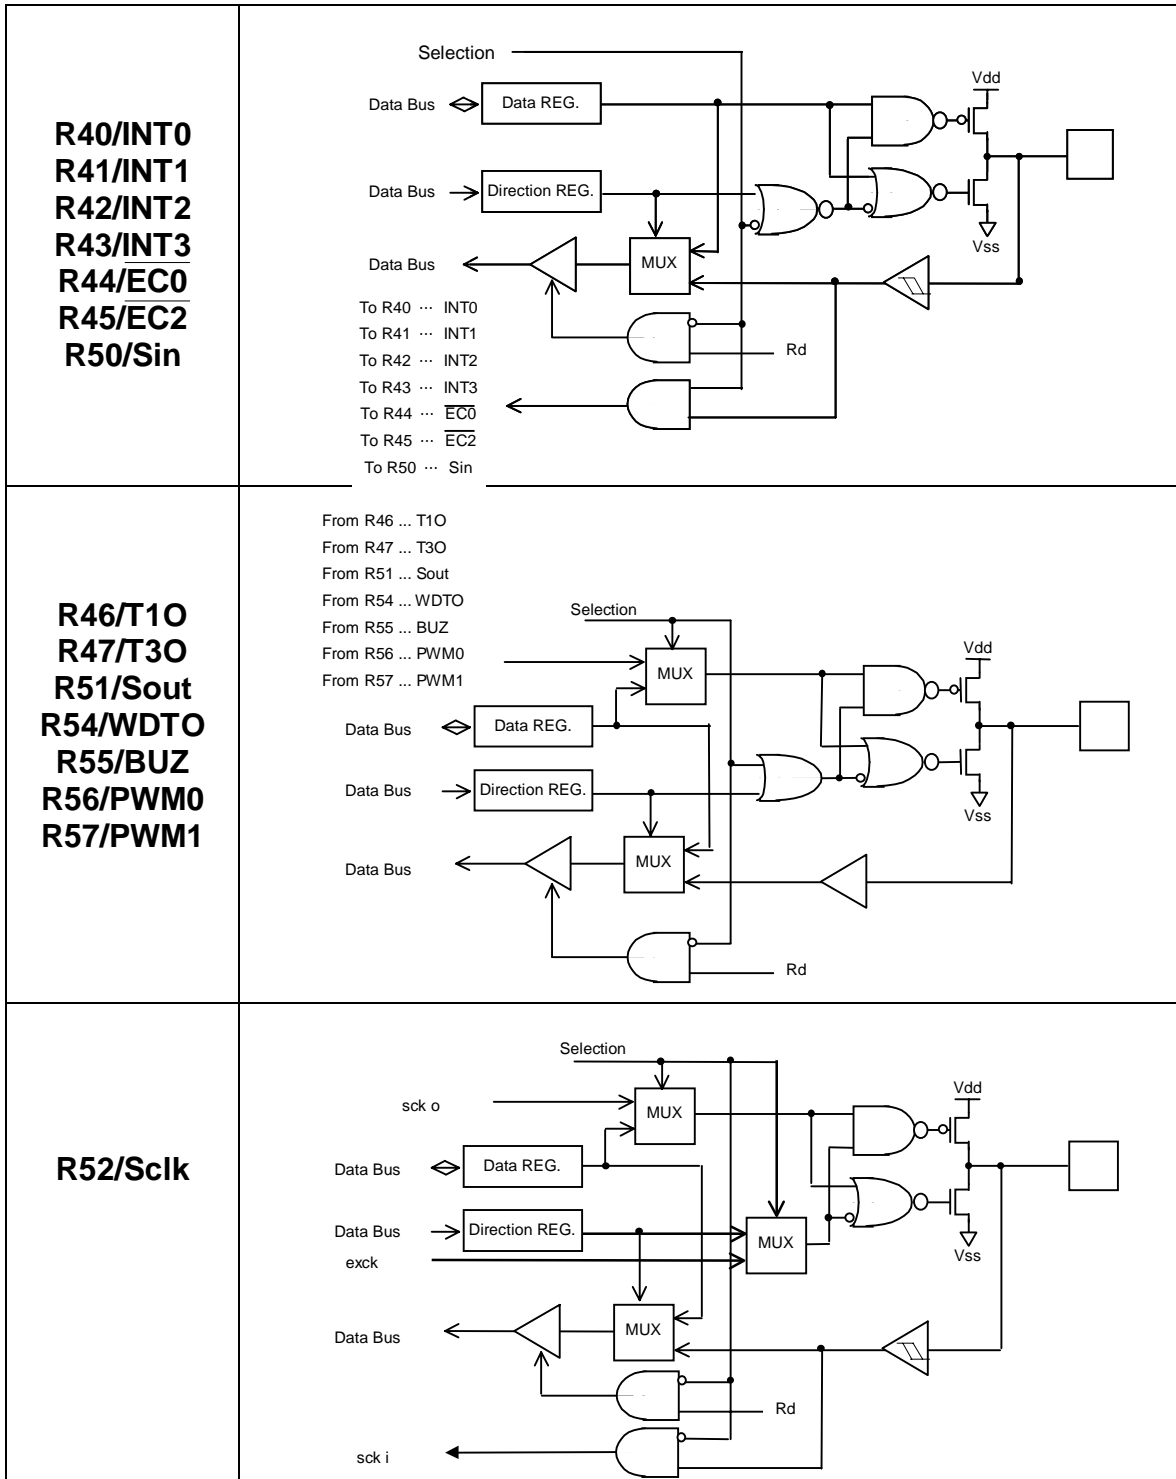 R40/INT0
R41/INT1
R42/INT2
R43/INT3
R44/EC0
R45/EC2
R50/Sin
Selection
Data Bus
Data REG.
Vdd
Data Bus
Direction REG.
Vss
Data Bus
MUX
To R40 ··· INT0
To R41 ··· INT1
Rd
To R42 ··· INT2
To R43 ··· INT3
To R44 ··· EC0
To R45 ··· EC2
To R50 ··· Sin
R46/T1O
R47/T3O
R51/Sout
R54/WDTO
R55/BUZ
R56/PWM0
R57/PWM1
From R46 ... T1O
From R47 ... T3O
From R51 ... Sout
From R54 ... WDTO
From R55 ... BUZ
From R56 ... PWM0
From R57 ... PWM1
Selection
MUX
Vdd
Data Bus
Data REG.
Data Bus
Direction REG.
Vss
Data Bus
MUX
Rd
R52/Sclk
Selection
sck o
MUX
Vdd
Data Bus
Data REG.
Data Bus
Direction REG.
MUX
Vss
exck
Data Bus
MUX
Rd
sck i